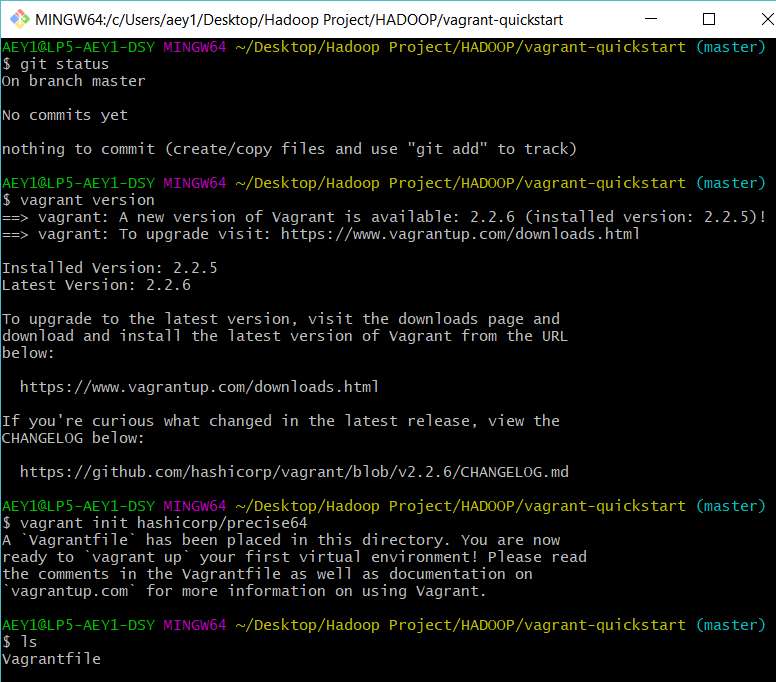 MINGW64:/c/Users/aey1/Desktop/Hadoop Project/HADOOP/vagrant-quickstart
AEY1@LP5-AEY1-DSY MINGW64 ~/Desktop/Hadoop Project/HADOOP/vagrant-quickstart (master)
$ git status
On branch master
No commits yet
nothing to commit (create/copy files and use "git add" to track)
AEY1@LP5-AEY1-DSY MINGW64 ~/Desktop/Hadoop Project/HADOOP/vagrant-quickstart (master)
$ vagrant version
==> vagrant: A new version of Vagrant is available: 2.2.6 (installed version: 2.2.5)!
==> vagrant: To upgrade visit: https://www.vagrantup.com/downloads.html
Installed Version: 2.2.5
Latest Version: 2.2.6
To upgrade to the latest version, visit the downloads page and
download and install the latest version of Vagrant from the URL
below:
https://www.vagrantup.com/downloads.html
If you're curious what changed in the latest release, view the
CHANGELOG below:
https://github.com/hashicorp/vagrant/blob/v2.2.6/CHANGELOG.md
AEY1@LP5-AEY1-DSY MINGW64 ~/Desktop/Hadoop Project/HADOOP/vagrant-quickstart (master)
$ vagrant init hashicorp/precise64
A `Vagrantfile` has been placed in this directory. You are now
ready to `vagrant up` your first virtual environment! Please read
the comments in the Vagrantfile as well as documentation on
`vagrantup.com` for more information on using Vagrant.
AEY1@LP5-AEY1-DSY MINGW64 ~/Desktop/Hadoop Project/HADOOP/vagrant-quickstart (master)
$ ls
Vagrantfile